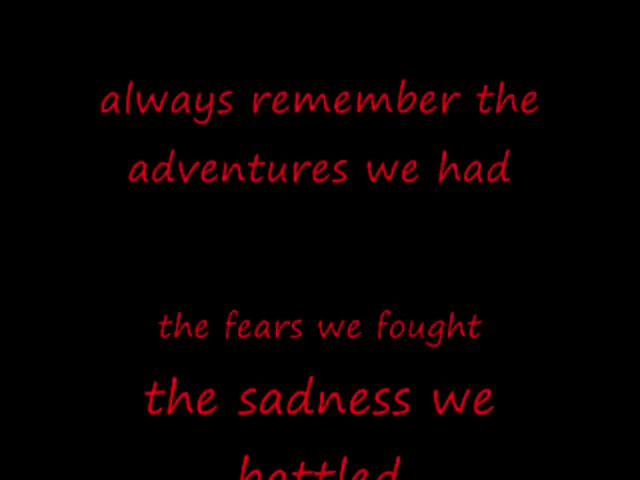 always remember the
adventures we had
the fears we fought
the sadness we
battled